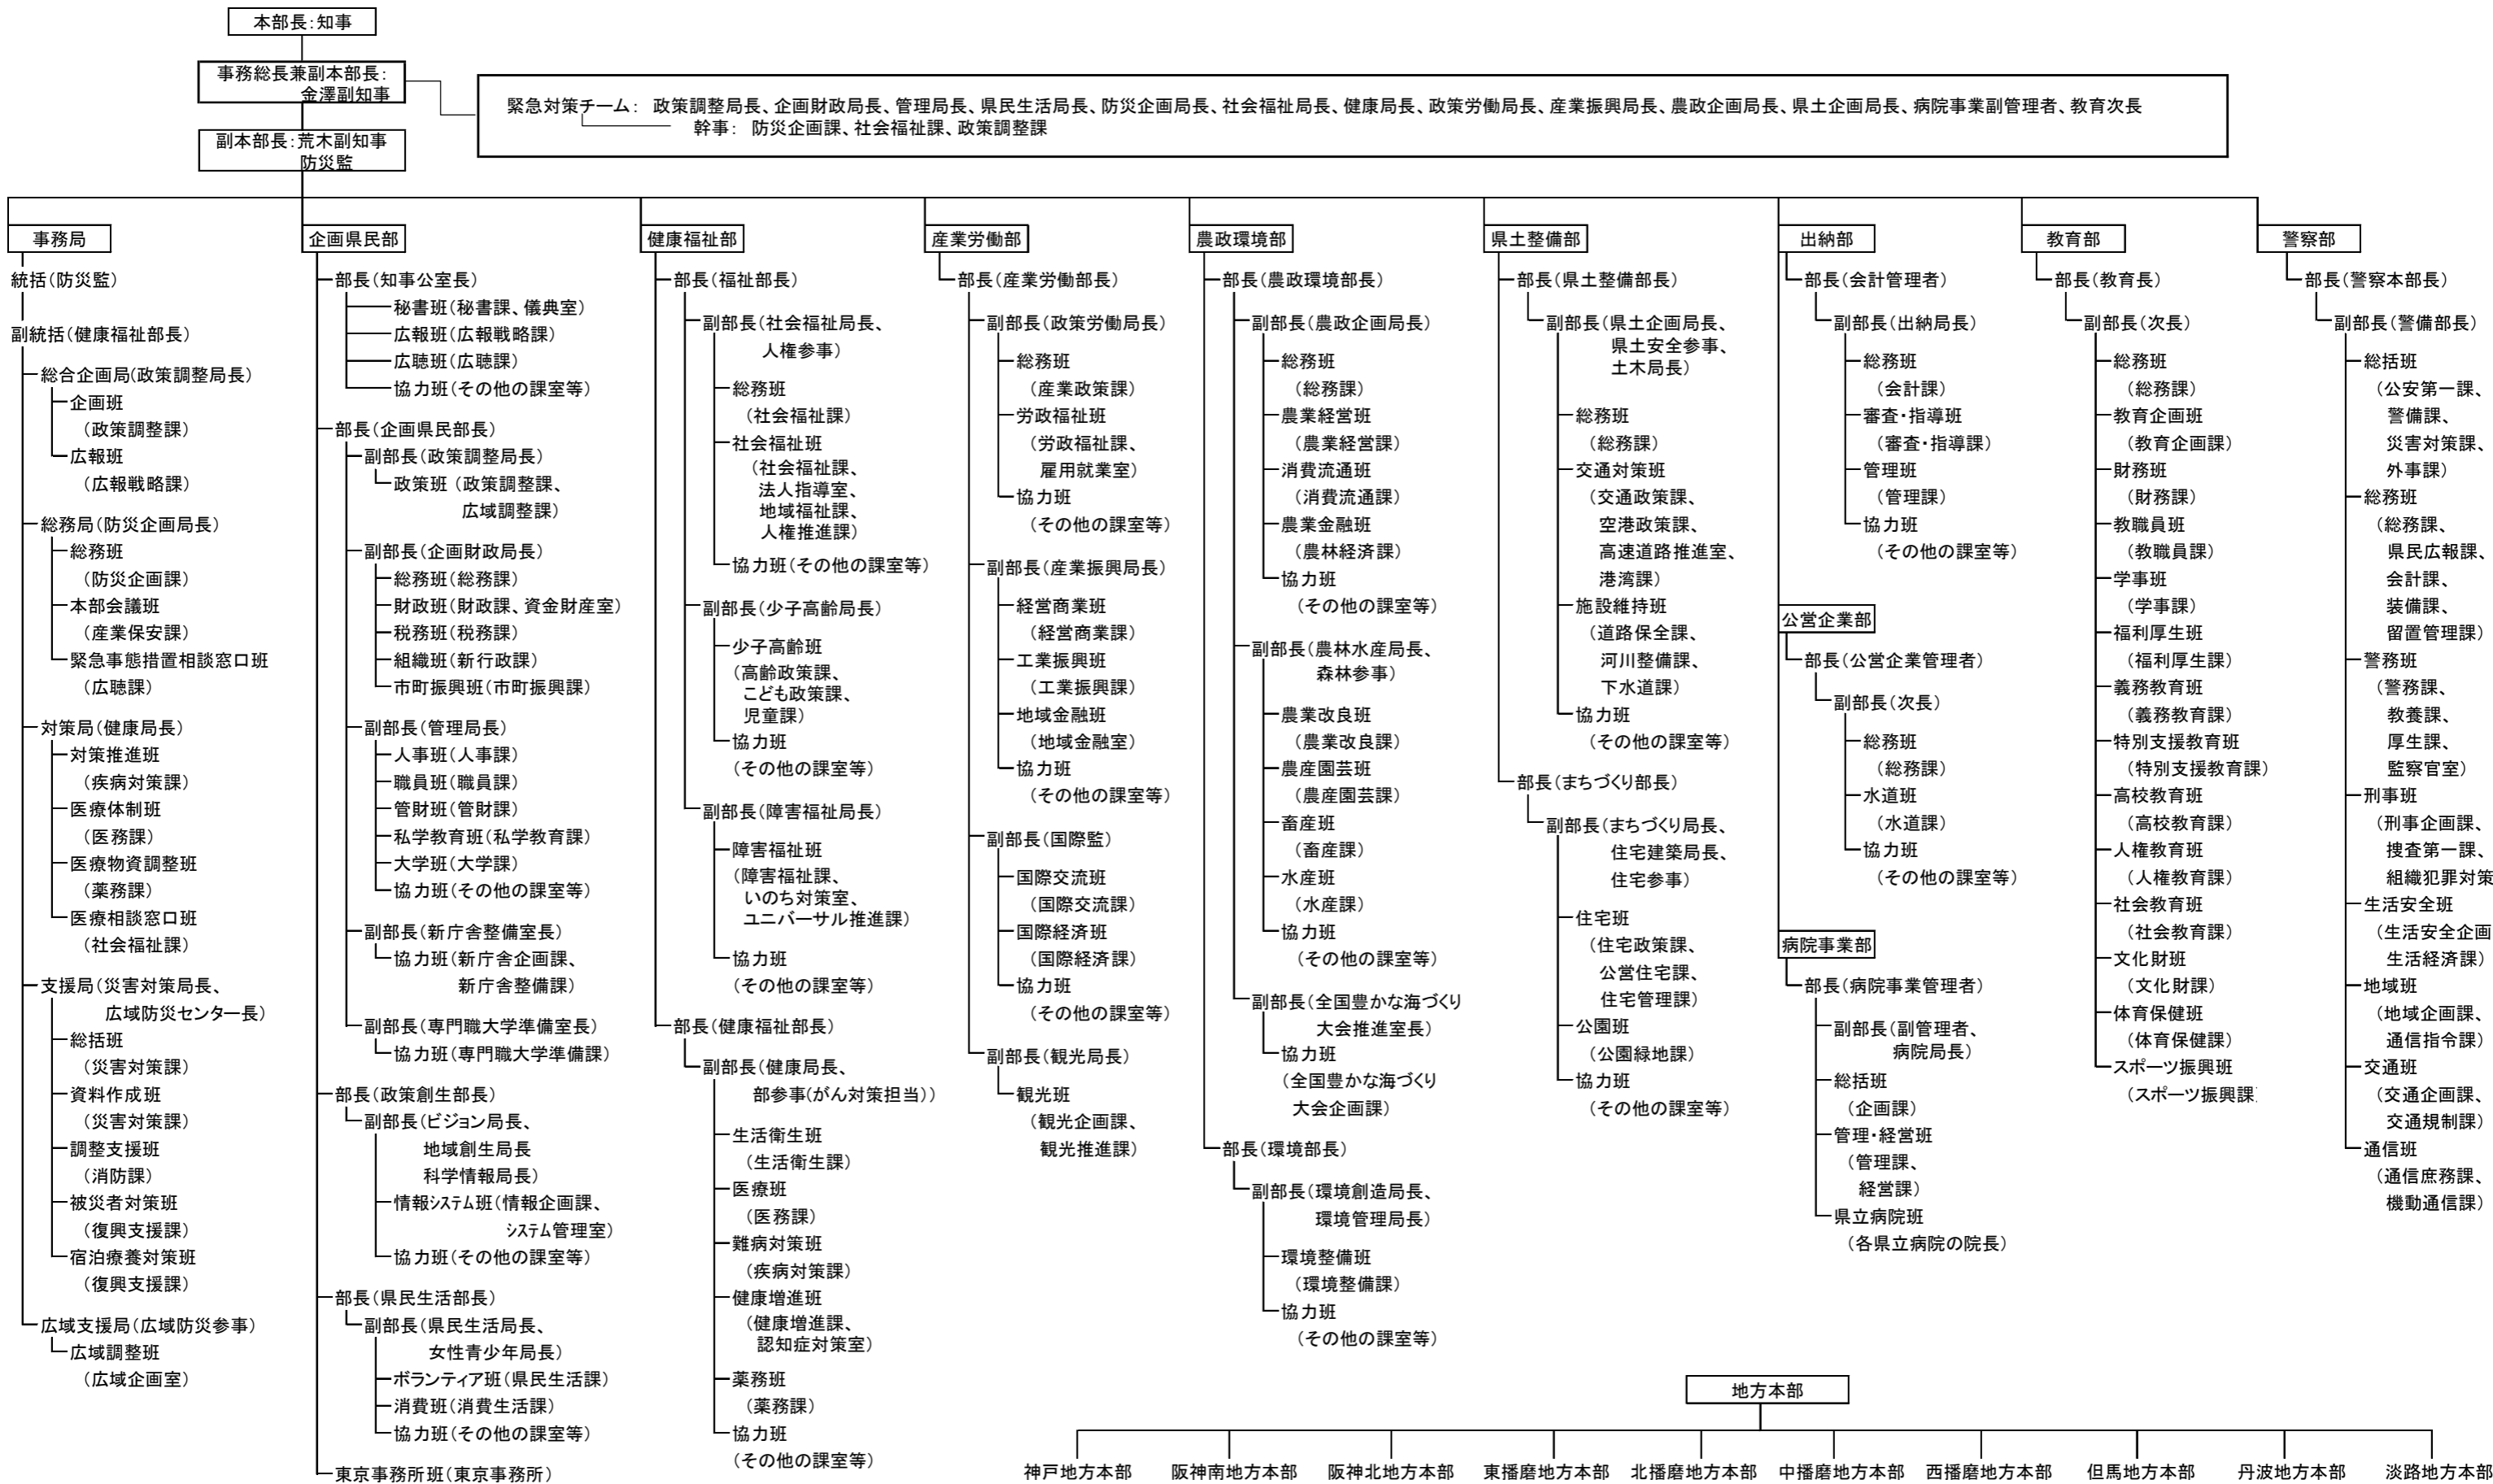 本部長：知事
事務総長兼副本部長：
金澤副知事
緊急対策チーム： 政策調整局長、企画財政局長、管理局長、県民生活局長、防災企画局長、社会福祉局長、健康局長、政策労働局長、産業振興局長、農政企画局長、県土企画局長、病院事業副管理者、教育次長
幹事： 防災企画課、社会福祉課、政策調整課
副本部長：荒木副知事
防災監
事務局
統括（防災監）
副統括（健康福祉部長）
総合企画局（政策調整局長）
企画班
（政策調整課）
広報班
（広報戦略課）
総務局（防災企画局長）
総務班
（防災企画課）
本部会議班
（産業保安課）
緊急事態措置相談窓口班
（広聴課）
対策局（健康局長）
対策推進班
（疾病対策課）
医療体制班
（医務課）
医療物資調整班
（薬務課）
医療相談窓口班
（社会福祉課）
支援局（災害対策局長、
広域防災センター長）
総括班
（災害対策課）
資料作成班
（災害対策課）
調整支援班
（消防課）
被災者対策班
（復興支援課）
宿泊療養対策班
（復興支援課）
広域支援局（広域防災参事）
広域調整班
（広域企画室）
企画県民部
部長（知事公室長）
秘書班（秘書課、儀典室）
広報班（広報戦略課）
広聴班（広聴課）
協力班（その他の課室等）
部長（企画県民部長）
副部長（政策調整局長）
政策班（政策調整課、
広域調整課）
副部長（企画財政局長）
総務班（総務課）
財政班（財政課、資金財産室）
税務班（税務課）
組織班（新行政課）
市町振興班（市町振興課）
副部長（管理局長）
人事班（人事課）
職員班（職員課）
管財班（管財課）
私学教育班（私学教育課）
大学班（大学課）
協力班（その他の課室等）
副部長（新庁舎整備室長）
協力班（新庁舎企画課、
新庁舎整備課）
副部長（専門職大学準備室長）
協力班（専門職大学準備課）
部長（政策創生部長）
副部長（ビジョン局長、
地域創生局長
科学情報局長）
情報ｼｽﾃﾑ班（情報企画課、
ｼｽﾃﾑ管理室）
協力班（その他の課室等）
部長（県民生活部長）
副部長（県民生活局長、
女性青少年局長）
ボランティア班（県民生活課）
消費班（消費生活課）
協力班（その他の課室等）
東京事務所班（東京事務所）
健康福祉部
部長（福祉部長）
副部長（社会福祉局長、
人権参事）
総務班
（社会福祉課）
社会福祉班
（社会福祉課、
法人指導室、
地域福祉課、
人権推進課）
協力班（その他の課室等）
副部長（少子高齢局長）
少子高齢班
（高齢政策課、
こども政策課、
児童課）
協力班
（その他の課室等）
副部長（障害福祉局長）
障害福祉班
（障害福祉課、
いのち対策室、
ユニバーサル推進課）
協力班
（その他の課室等）
部長（健康福祉部長）
副部長（健康局長、
部参事（がん対策担当））
生活衛生班
（生活衛生課）
医療班
（医務課）
難病対策班
（疾病対策課）
健康増進班
（健康増進課、
認知症対策室）
薬務班
（薬務課）
協力班
（その他の課室等）
産業労働部
部長（産業労働部長）
副部長（政策労働局長）
総務班
（産業政策課）
労政福祉班
（労政福祉課、
雇用就業室）
協力班
（その他の課室等）
副部長（産業振興局長）
経営商業班
（経営商業課）
工業振興班
（工業振興課）
地域金融班
（地域金融室）
協力班
（その他の課室等）
副部長（国際監）
国際交流班
（国際交流課）
国際経済班
（国際経済課）
協力班
（その他の課室等）
副部長（観光局長）
観光班
（観光企画課、
観光推進課）
農政環境部
部長（農政環境部長）
副部長（農政企画局長）
総務班
（総務課）
農業経営班
（農業経営課）
消費流通班
（消費流通課）
農業金融班
（農林経済課）
協力班
（その他の課室等）
副部長（農林水産局長、
森林参事）
農業改良班
（農業改良課）
農産園芸班
（農産園芸課）
畜産班
（畜産課）
水産班
（水産課）
協力班
（その他の課室等）
副部長（全国豊かな海づくり
大会推進室長）
協力班
（全国豊かな海づくり
大会企画課）
部長（環境部長）
副部長（環境創造局長、
環境管理局長）
環境整備班
（環境整備課）
協力班
（その他の課室等）
県土整備部
部長（県土整備部長）
副部長（県土企画局長、
県土安全参事、
土木局長）
総務班
（総務課）
交通対策班
（交通政策課、
空港政策課、
高速道路推進室、
港湾課）
施設維持班
（道路保全課、
河川整備課、
下水道課）
協力班
（その他の課室等）
部長（まちづくり部長）
副部長（まちづくり局長、
住宅建築局長、
住宅参事）
住宅班
（住宅政策課、
公営住宅課、
住宅管理課）
公園班
（公園緑地課）
協力班
（その他の課室等）
出納部
部長（会計管理者）
副部長（出納局長）
総務班
（会計課）
審査・指導班
（審査・指導課）
管理班
（管理課）
協力班
（その他の課室等）
公営企業部
部長（公営企業管理者）
副部長（次長）
総務班
（総務課）
水道班
（水道課）
協力班
（その他の課室等）
病院事業部
部長（病院事業管理者）
副部長（副管理者、
病院局長）
総括班
（企画課）
管理・経営班
（管理課、
経営課）
県立病院班
（各県立病院の院長）
教育部
部長（教育長）
副部長（次長）
総務班
（総務課）
教育企画班
（教育企画課）
財務班
（財務課）
教職員班
（教職員課）
学事班
（学事課）
福利厚生班
（福利厚生課）
義務教育班
（義務教育課）
特別支援教育班
（特別支援教育課）
高校教育班
（高校教育課）
人権教育班
（人権教育課）
社会教育班
（社会教育課）
文化財班
（文化財課）
体育保健班
（体育保健課）
スポーツ振興班
（スポーツ振興課
警察部
部長（警察本部長）
副部長（警備部長）
総括班
（公安第一課、
警備課、
災害対策課、
外事課）
総務班
（総務課、
県民広報課、
会計課、
装備課、
留置管理課）
警務班
（警務課、
教養課、
厚生課、
監察官室）
刑事班
（刑事企画課、
捜査第一課、
組織犯罪対策
生活安全班
（生活安全企画
生活経済課）
地域班
（地域企画課、
通信指令課）
交通班
（交通企画課、
交通規制課）
通信班
（通信庶務課、
機動通信課）
地方本部
神戸地方本部
阪神南地方本部
阪神北地方本部
東播磨地方本部
北播磨地方本部
中播磨地方本部
西播磨地方本部
但馬地方本部
丹波地方本部
淡路地方本部